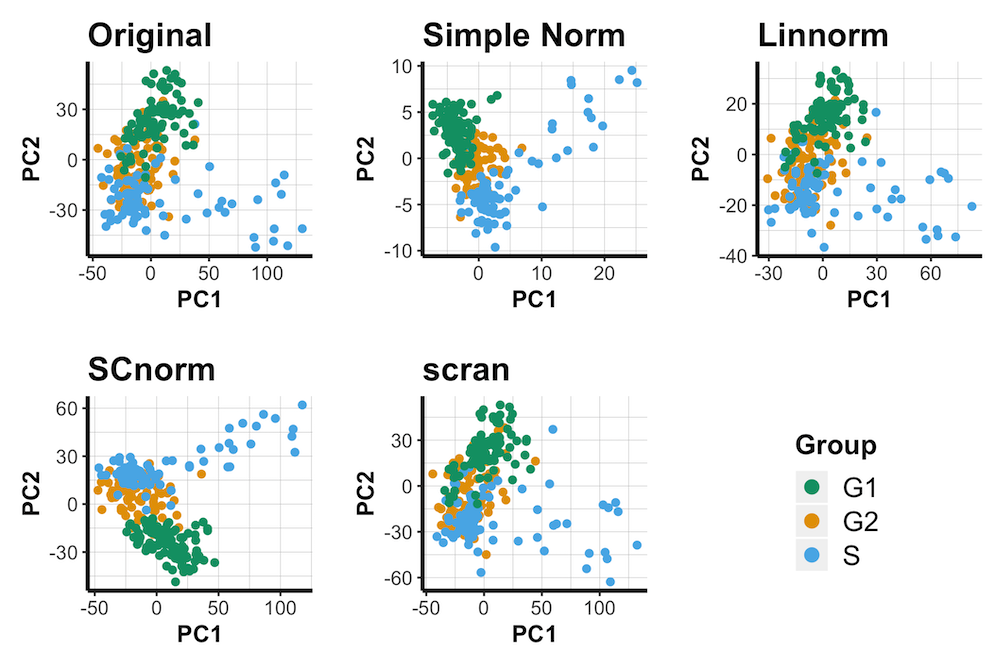 Original
Simple Norm
Linnorm
PC2
30
0
-30
-50
0
50
100
PC1
PC2
10
5
0
-5
-10
0
10
20
PC1
PC2
20
0
-20
-40
-30
0
30
60
PC1
SCnorm
scran
PC2
60
30
0
-30
-50
0
50
100
PC1
PC2
30
0
-30
-60
-50
0
50
100
PC1
Group
G1
G2
S